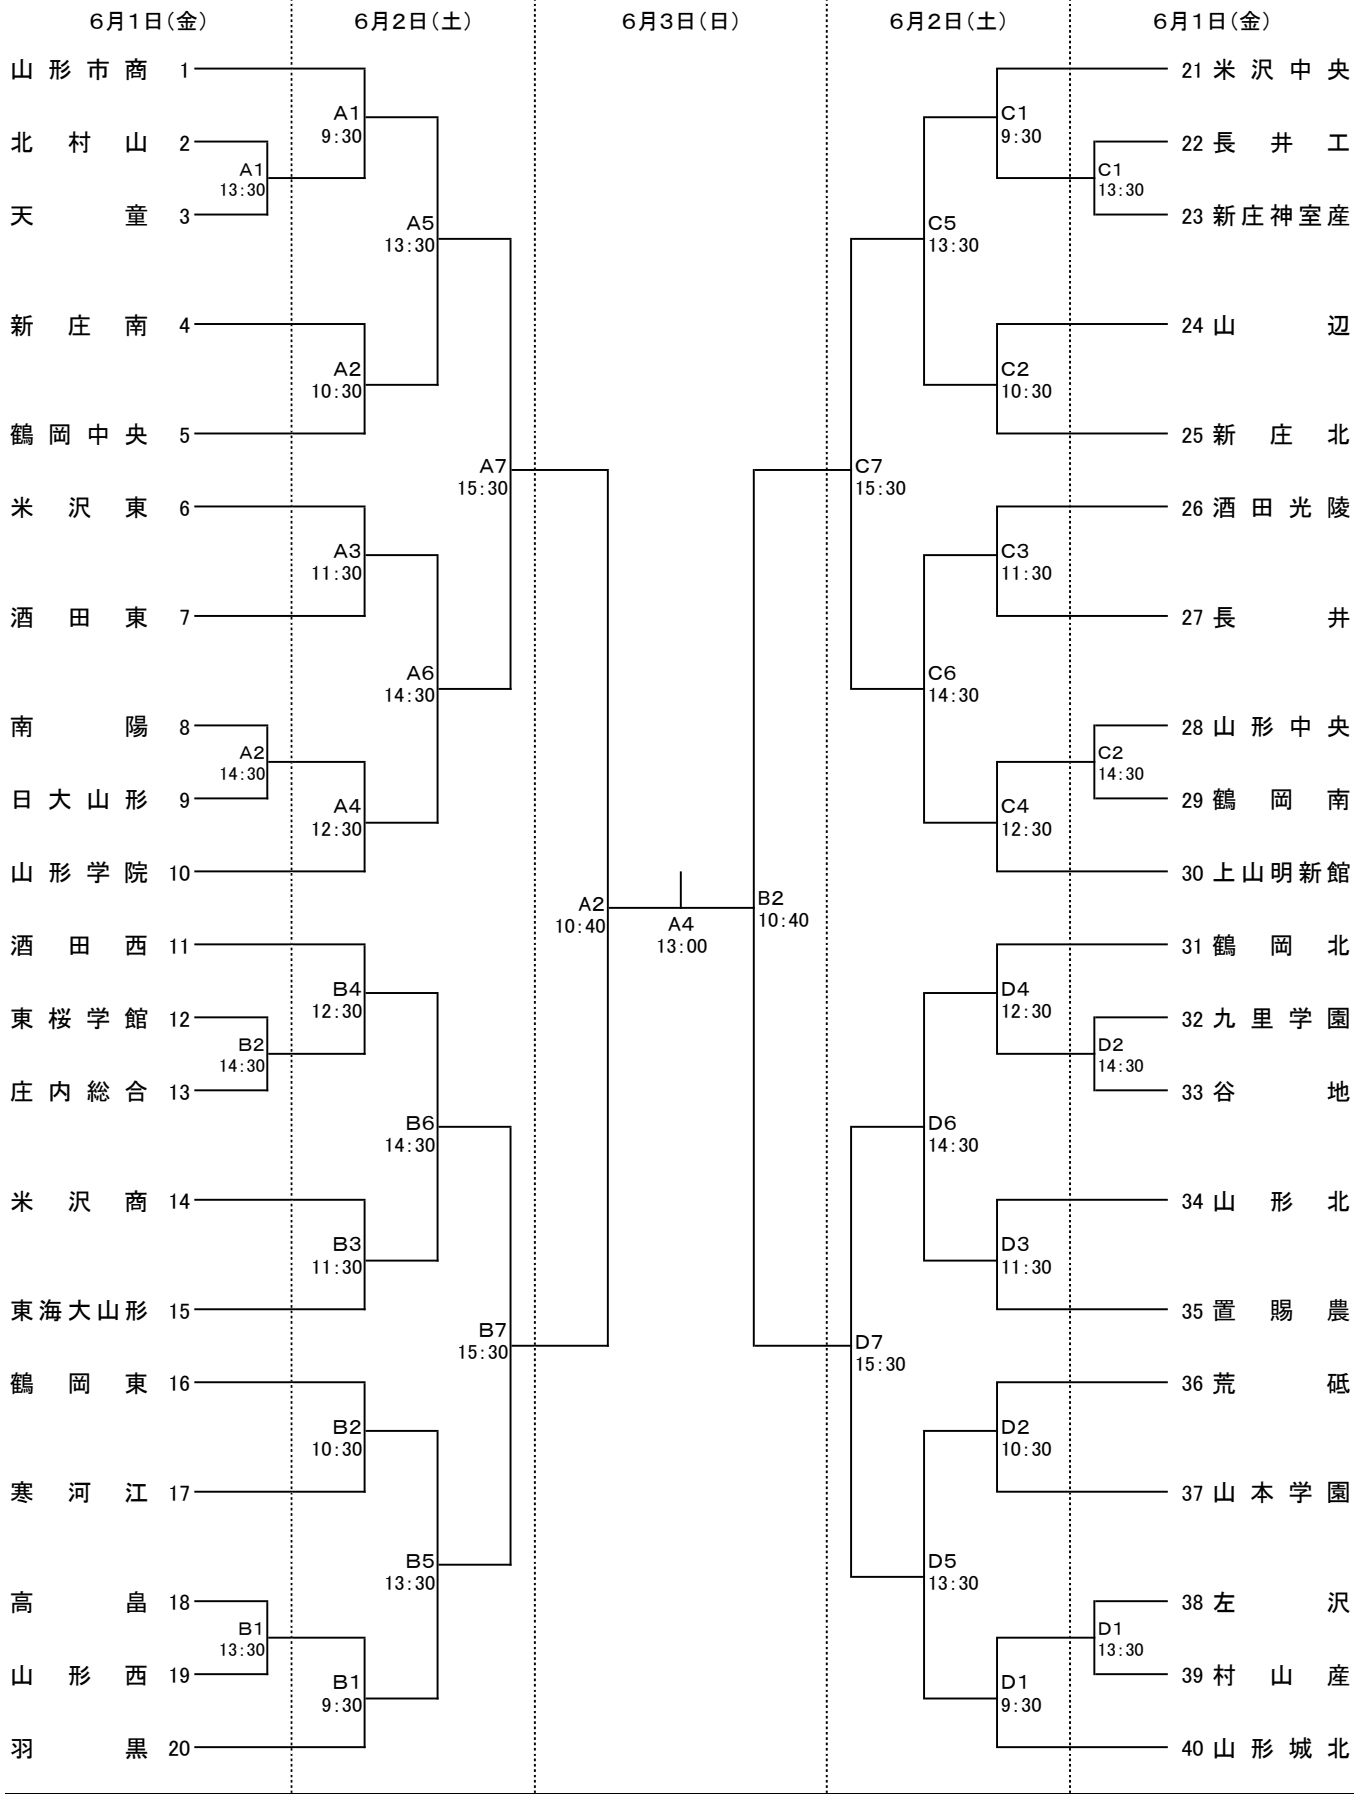 6月1日(金) 6月2日(土) 6月3日(日) 6月2日(土) 6月1日(金)
山形市商 1
北村山 2
天童 3
新庄南 4
鶴岡中央 5
米沢東 6
酒田東 7
南陽 8
日大山形 9
山形学院 10
酒田西 11
東桜学館 12
庄内総合 13
米沢商 14
東海大山形 15
鶴岡東 16
寒河江 17
高畠 18
山形西 19
羽黒 20
A1
13:30
A2
14:30
B2
14:30
B1
13:30
A1
9:30
A2
10:30
A3
11:30
A4
12:30
B4
12:30
B3
11:30
B2
10:30
B1
9:30
A5
13:30
A6
14:30
B6
14:30
B5
13:30
A7
15:30
B7
15:30
A2
10:40
A4
13:00
B2
10:40
C7
15:30
D7
15:30
C5
13:30
C6
14:30
D6
14:30
D5
13:30
C1
9:30
C2
10:30
C3
11:30
C4
12:30
D4
12:30
D3
11:30
D2
10:30
D1
9:30
C1
13:30
C2
14:30
D2
14:30
D1
13:30
21 米沢中央
22 長井工
23 新庄神室産
24 山辺
25 新庄北
26 酒田光陵
27 長井
28 山形中央
29 鶴岡南
30 上山明新館
31 鶴岡北
32 九里学園
33 谷地
34 山形北
35 置賜農
36 荒砥
37 山本学園
38 左沢
39 村山産
40 山形城北